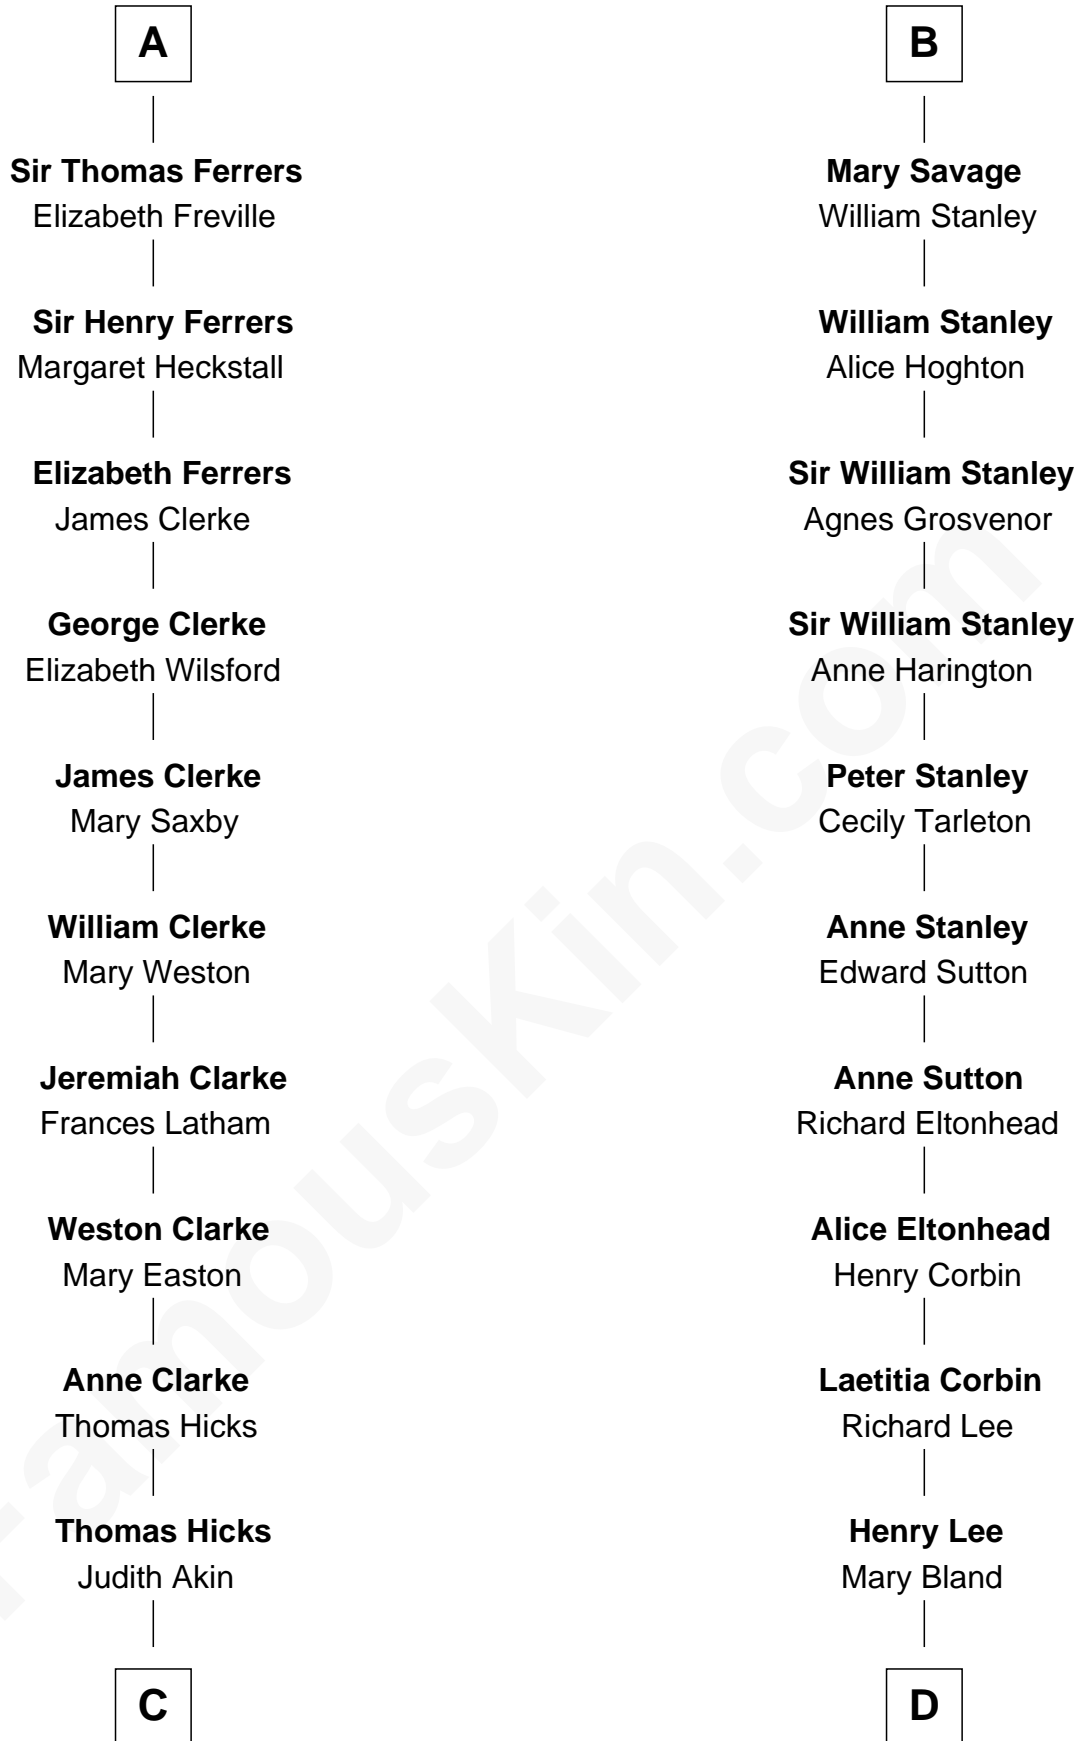 A
Sir Thomas Ferrers
Elizabeth Freville
Sir Henry Ferrers
Margaret Heckstall
Elizabeth Ferrers
James Clerke
George Clerke
Elizabeth Wilsford
James Clerke
Mary Saxby
William Clerke
Mary Weston
Jeremiah Clarke
Frances Latham
Weston Clarke
Mary Easton
Anne Clarke
Thomas Hicks
Thomas Hicks
Judith Akin
C
B
Mary Savage
William Stanley
William Stanley
Alice Hoghton
Sir William Stanley
Agnes Grosvenor
Sir William Stanley
Anne Harington
Peter Stanley
Cecily Tarleton
Anne Stanley
Edward Sutton
Anne Sutton
Richard Eltonhead
Alice Eltonhead
Henry Corbin
Laetitia Corbin
Richard Lee
Henry Lee
Mary Bland
D
FamousKin.com